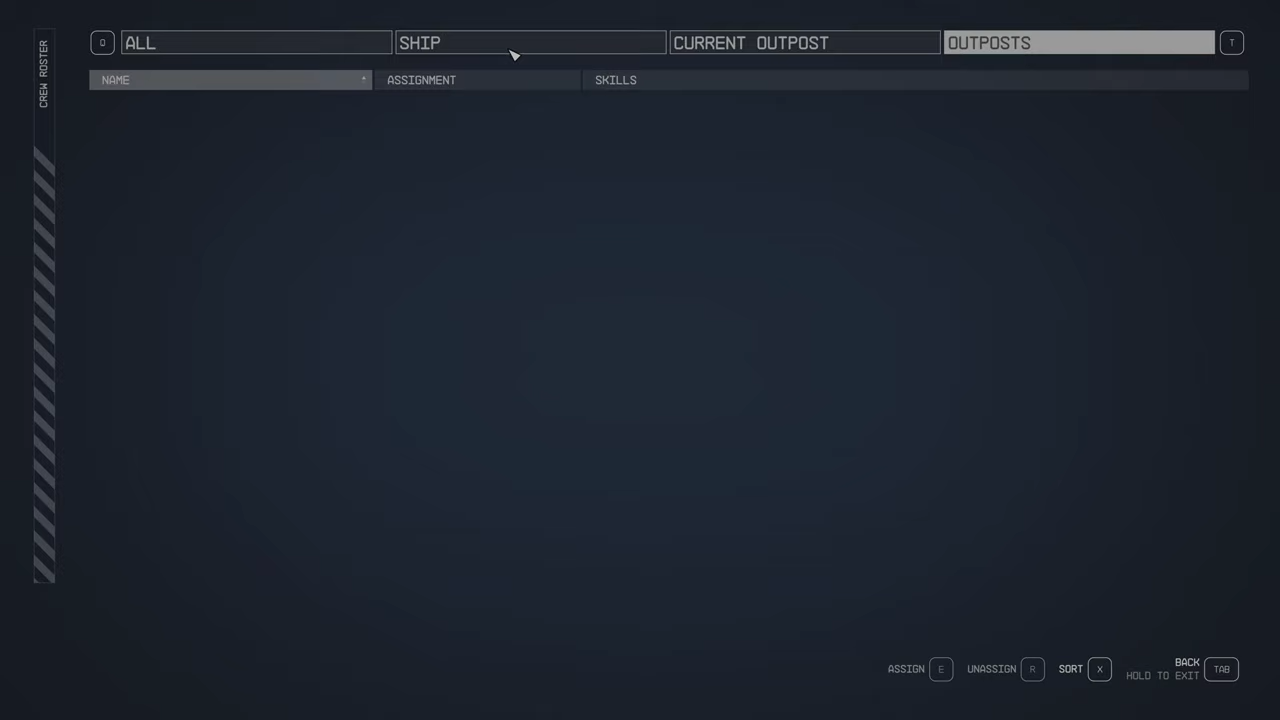 CREW ROSTER
Q ALL SHIP CURRENT OUTPOST OUTPOSTS T
NAME ASSIGNMENT SKILLS
ASSIGN E UNASSIGN R SORT X BACK TAB
HOLD TO EXIT